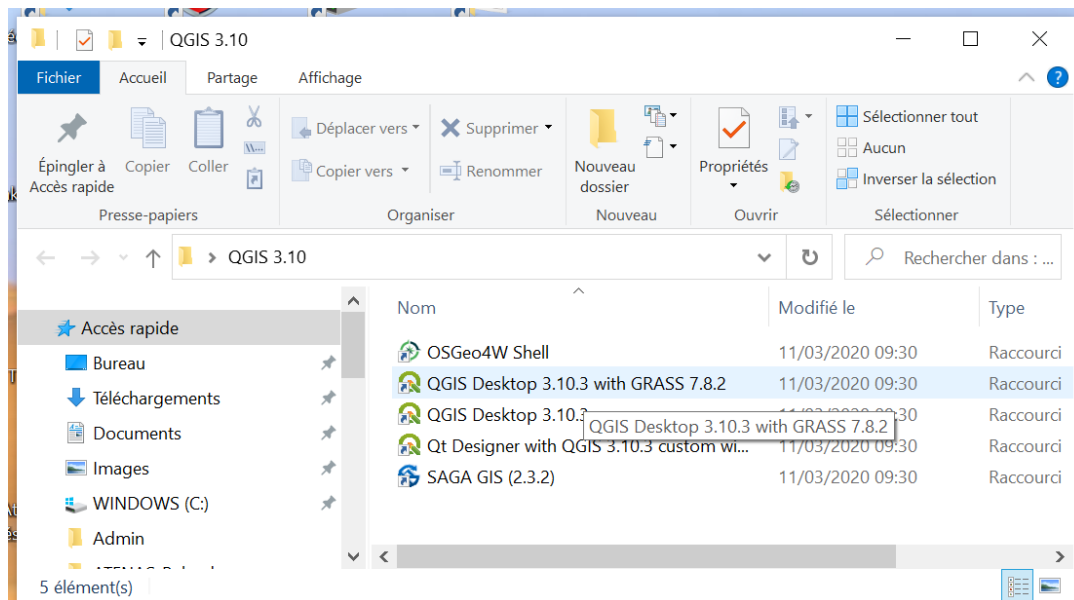 QGIS 3.10
Fichier Accueil Partage Affichage
Épingler à Accès rapide
Copier
Coller
Déplacer vers
Copier vers
Supprimer
Renommer
Nouveau dossier
Propriétés
Sélectionner tout
Aucun
Inverser la sélection
Presse-papiers Organiser Nouveau Ouvrir Sélectionner
QGIS 3.10 Rechercher dans : ...
Nom Modifié le Type
Accès rapide
Bureau
Téléchargements
Documents
Images
WINDOWS (C:)
Admin
OSGeo4W Shell 11/03/2020 09:30 Raccourci
QGIS Desktop 3.10.3 with GRASS 7.8.2 11/03/2020 09:30 Raccourci
QGIS Desktop 3.10.3 11/03/2020 09:30 Raccourci
QGIS Desktop 3.10.3 with GRASS 7.8.2
Qt Designer with QGIS 3.10.3 custom wi... 11/03/2020 09:30 Raccourci
SAGA GIS (2.3.2) 11/03/2020 09:30 Raccourci
5 élément(s)